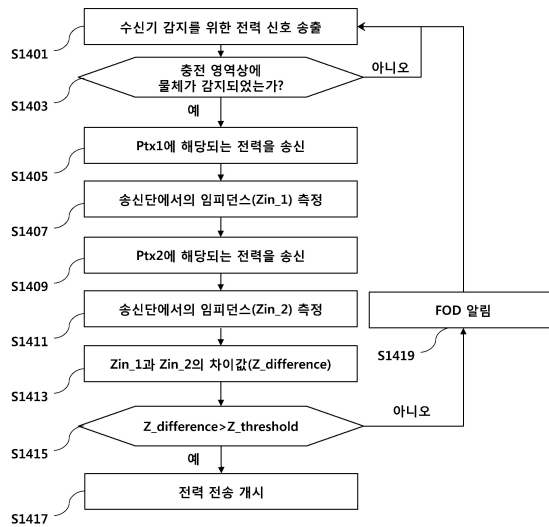 수신기 감지를 위한 전력 신호 송출
S1401
충전 영역상에
물체가 감지되었는가?
아니오
S1403
예
Ptx1에 해당되는 전력을 송신
S1405
송신단에서의 임피던스(Zin_1) 측정
S1407
Ptx2에 해당되는 전력을 송신
S1409
송신단에서의 임피던스(Zin_2) 측정
S1411
FOD 알림
S1419
Zin_1과 Zin_2의 차이값(Z_difference)
S1413
Z_difference>Z_threshold
아니오
S1415
예
전력 전송 개시
S1417